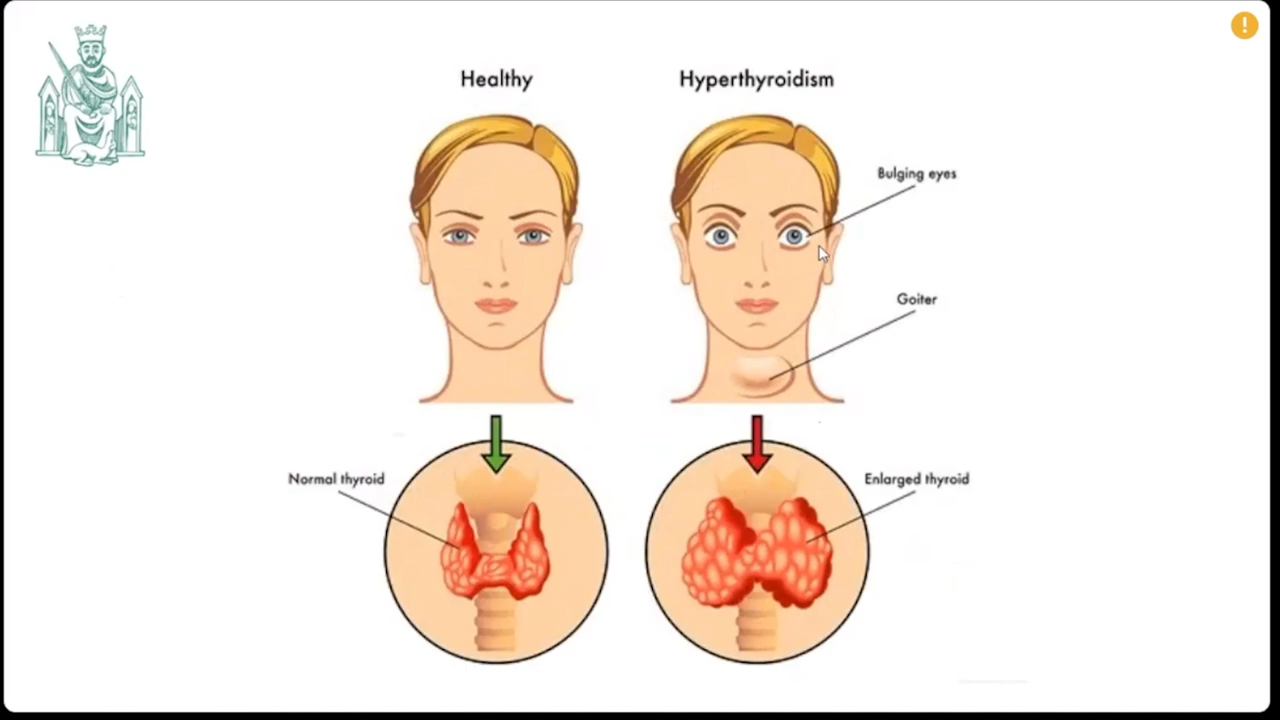 Healthy
Hyperthyroidism
Bulging eyes
Goiter
Normal thyroid
Enlarged thyroid